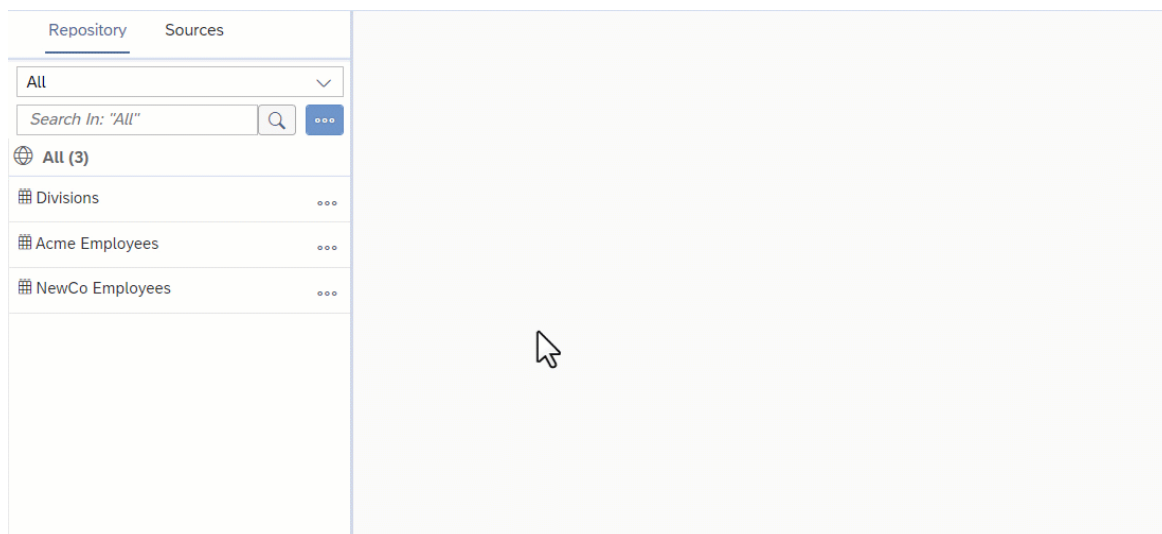 Repository Sources
All
Search In: "All"
All (3)
Divisions
Acme Employees
NewCo Employees